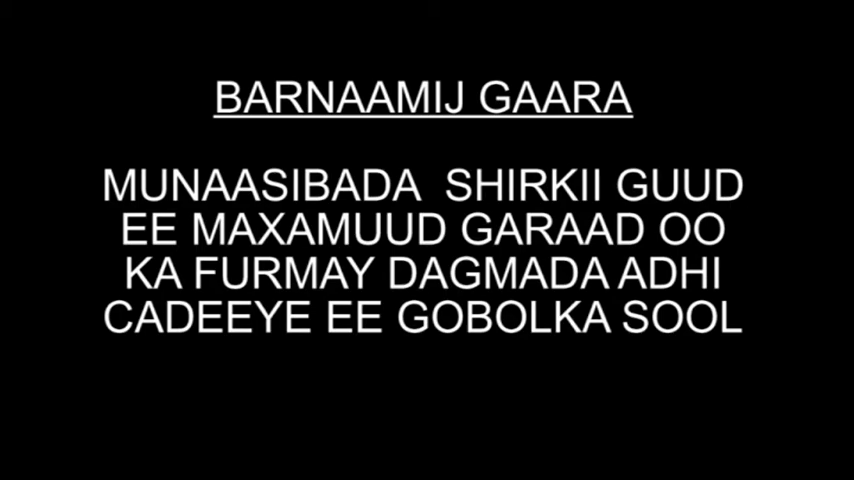 BARNAAMIJ GAARA
MUNAASIBADA SHIRKII GUUD
EE MAXAMUUD GARAAD OO
KA FURMAY DAGMADA ADHI
CADEEYE EE GOBOLKA SOOL